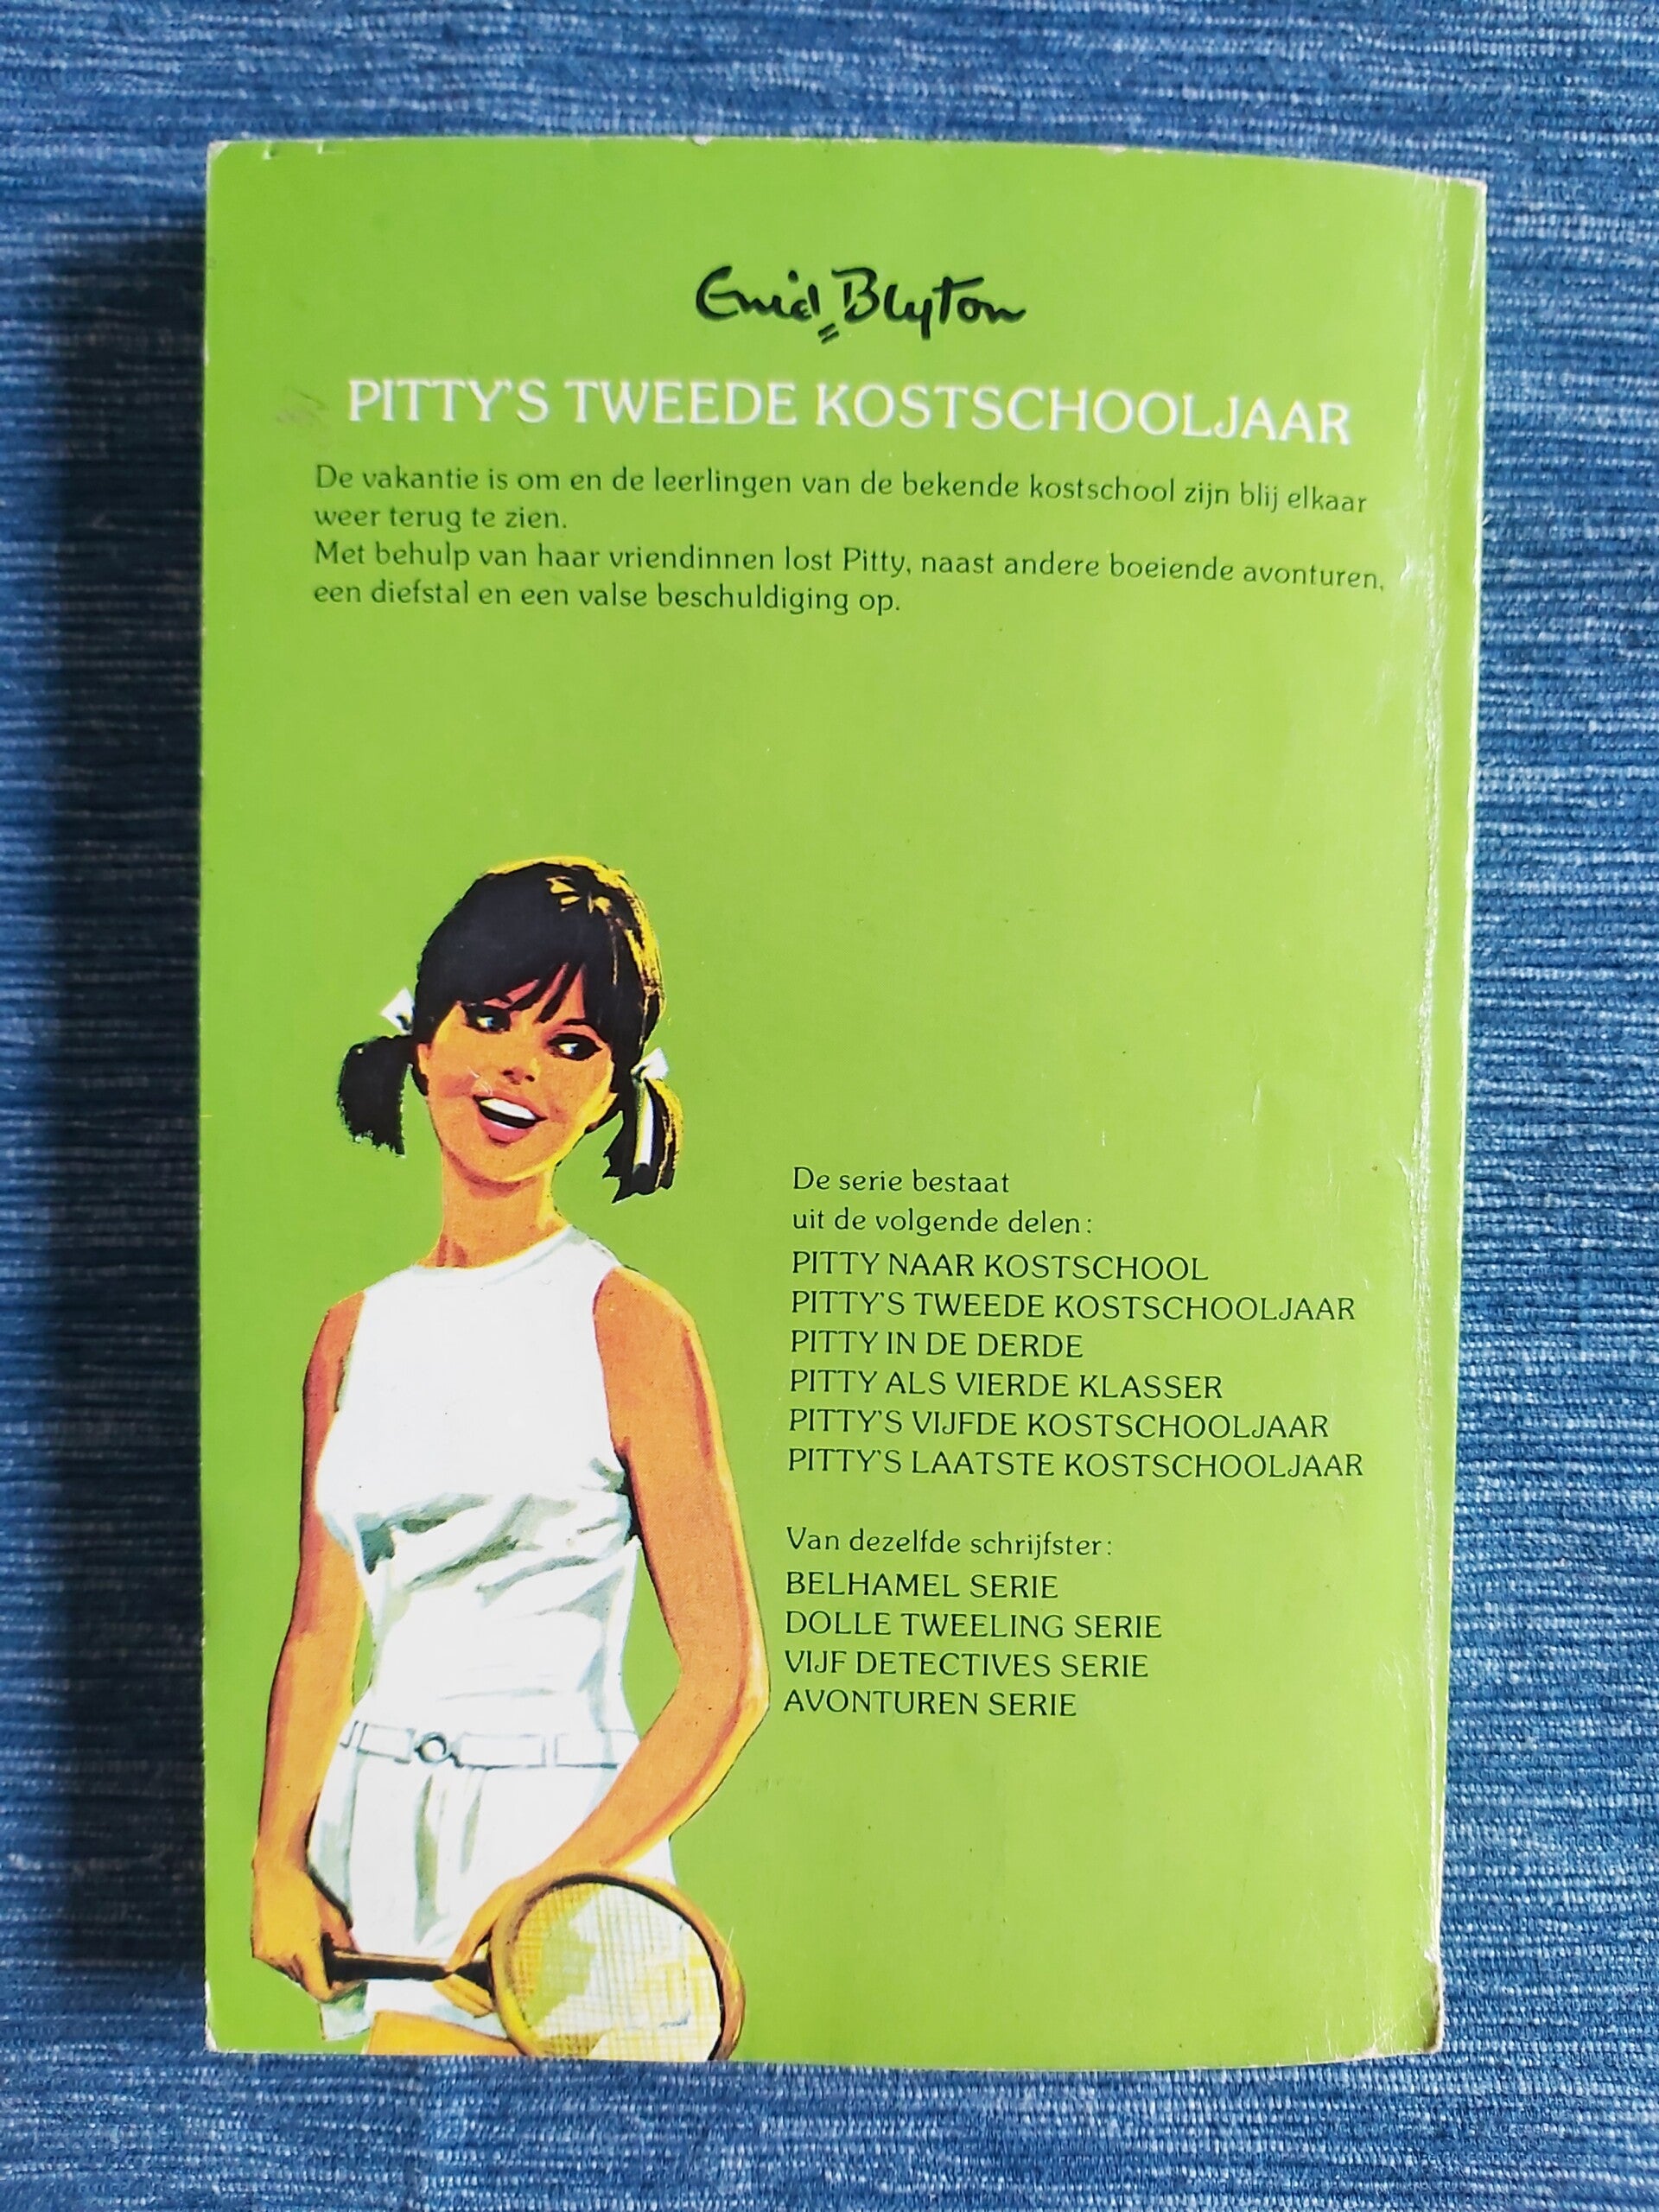 Enid Blyton
PITTY'S TWEEDE KOSTSCHOOLJAAR
De vakantie is om en de leerlingen van de bekende kostschool zijn blij elkaar
weer terug te zien.
Met behulp van haar vriendinnen lost Pitty, naast andere boeiende avonturen,
een diefstal en een valse beschuldiging op.
De serie bestaat
uit de volgende delen:
PITTY NAAR KOSTSCHOOL
PITTY'S TWEEDE KOSTSCHOOLJAAR
PITTY IN DE DERDE
PITTY ALS VIERDE KLASSER
PITTY'S VIJFDE KOSTSCHOOLJAAR
PITTY'S LAATSTE KOSTSCHOOLJAAR
Van dezelfde schrijfster:
BELHAMEL SERIE
DOLLE TWEELING SERIE
VIJF DETECTIVES SERIE
AVONTUREN SERIE